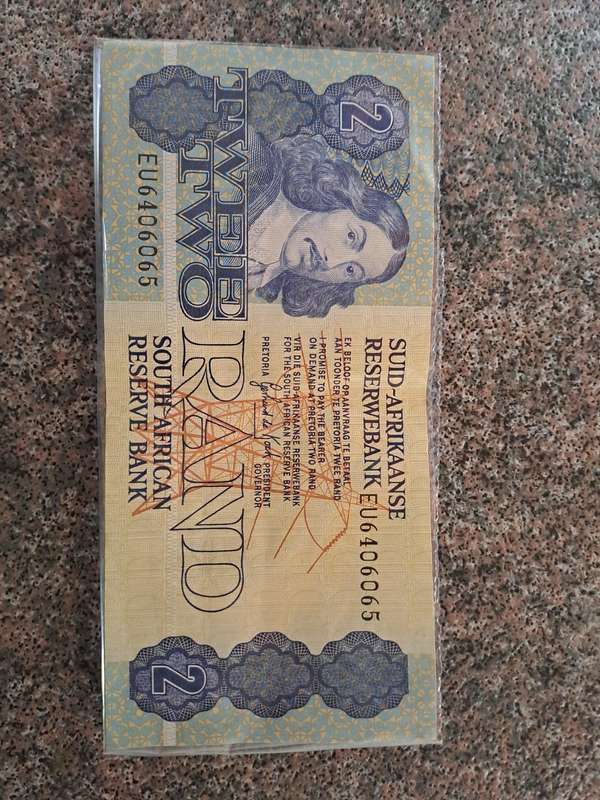 2
TWEE
TWO
RAND
EU6406065
SUID-AFRIKAANSE
RESERWEBANK
EU6406065
EK BELOOF OP AANVRAAG TE BETAAL
AAN TOONDER TE PRETORIA TWEE RAND
I PROMISE TO PAY THE BEARER
ON DEMAND AT PRETORIA TWO RAND
VIR DIE SUID-AFRIKAANSE RESERWEBANK
FOR THE SOUTH AFRICAN RESERVE BANK
PRETORIA
PRESIDENT
GOVERNOR
SOUTH AFRICAN
RESERVE BANK
2